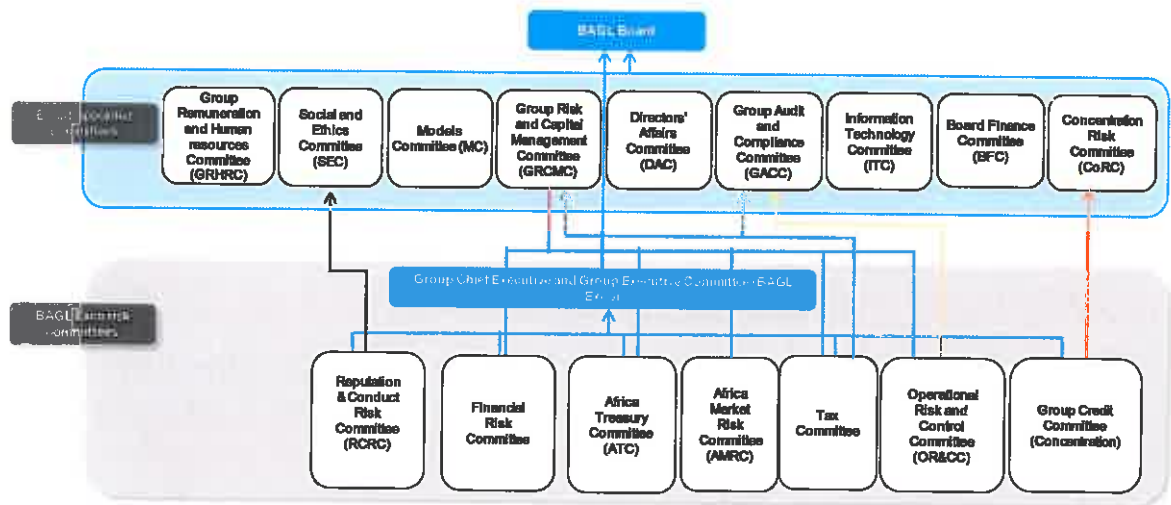 BAGL Board
committees
Group
Remuneration
and Human
resources
Committee
(GRHRC)
Social and
Ethics
Committee
(SEC)
Models
Committee (MC)
Group Risk
and Capital
Management
Committee
(GRCMC)
Directors'
Affairs
Committee
(DAC)
Group Audit
and
Compliance
Committee
(GACC)
Information
Technology
Committee
(ITC)
Board Finance
Committee
(BFC)
Concentration
Risk
Committee
(CoRC)
Group Chief Executive and Group Executive Committee (BAGL
BAGL Exco risk
committees
Reputation
& Conduct
Risk
Committee
(RCRC)
Financial
Risk
Committee
Africa
Treasury
Committee
(ATC)
Africa
Market
Risk
Committee
(AMRC)
Tax
Committee
Operational
Risk and
Control
Committee
(OR&CC)
Group Credit
Committee
(Concentration)